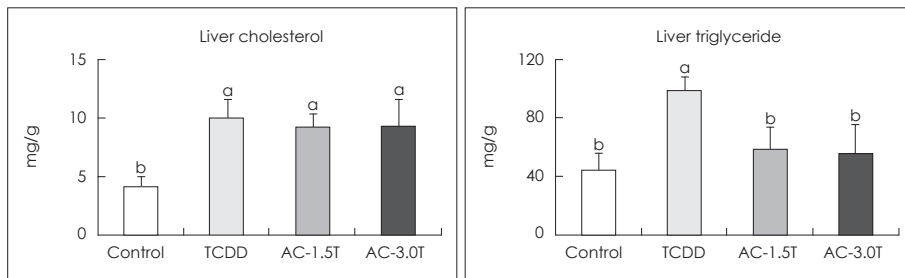 Liver cholesterol
15
10
5
0
mg/g
b
a
a
a
Control
TCDD
AC-1.5T
AC-3.0T
Liver triglyceride
120
80
40
0
mg/g
b
a
b
b
Control
TCDD
AC-1.5T
AC-3.0T